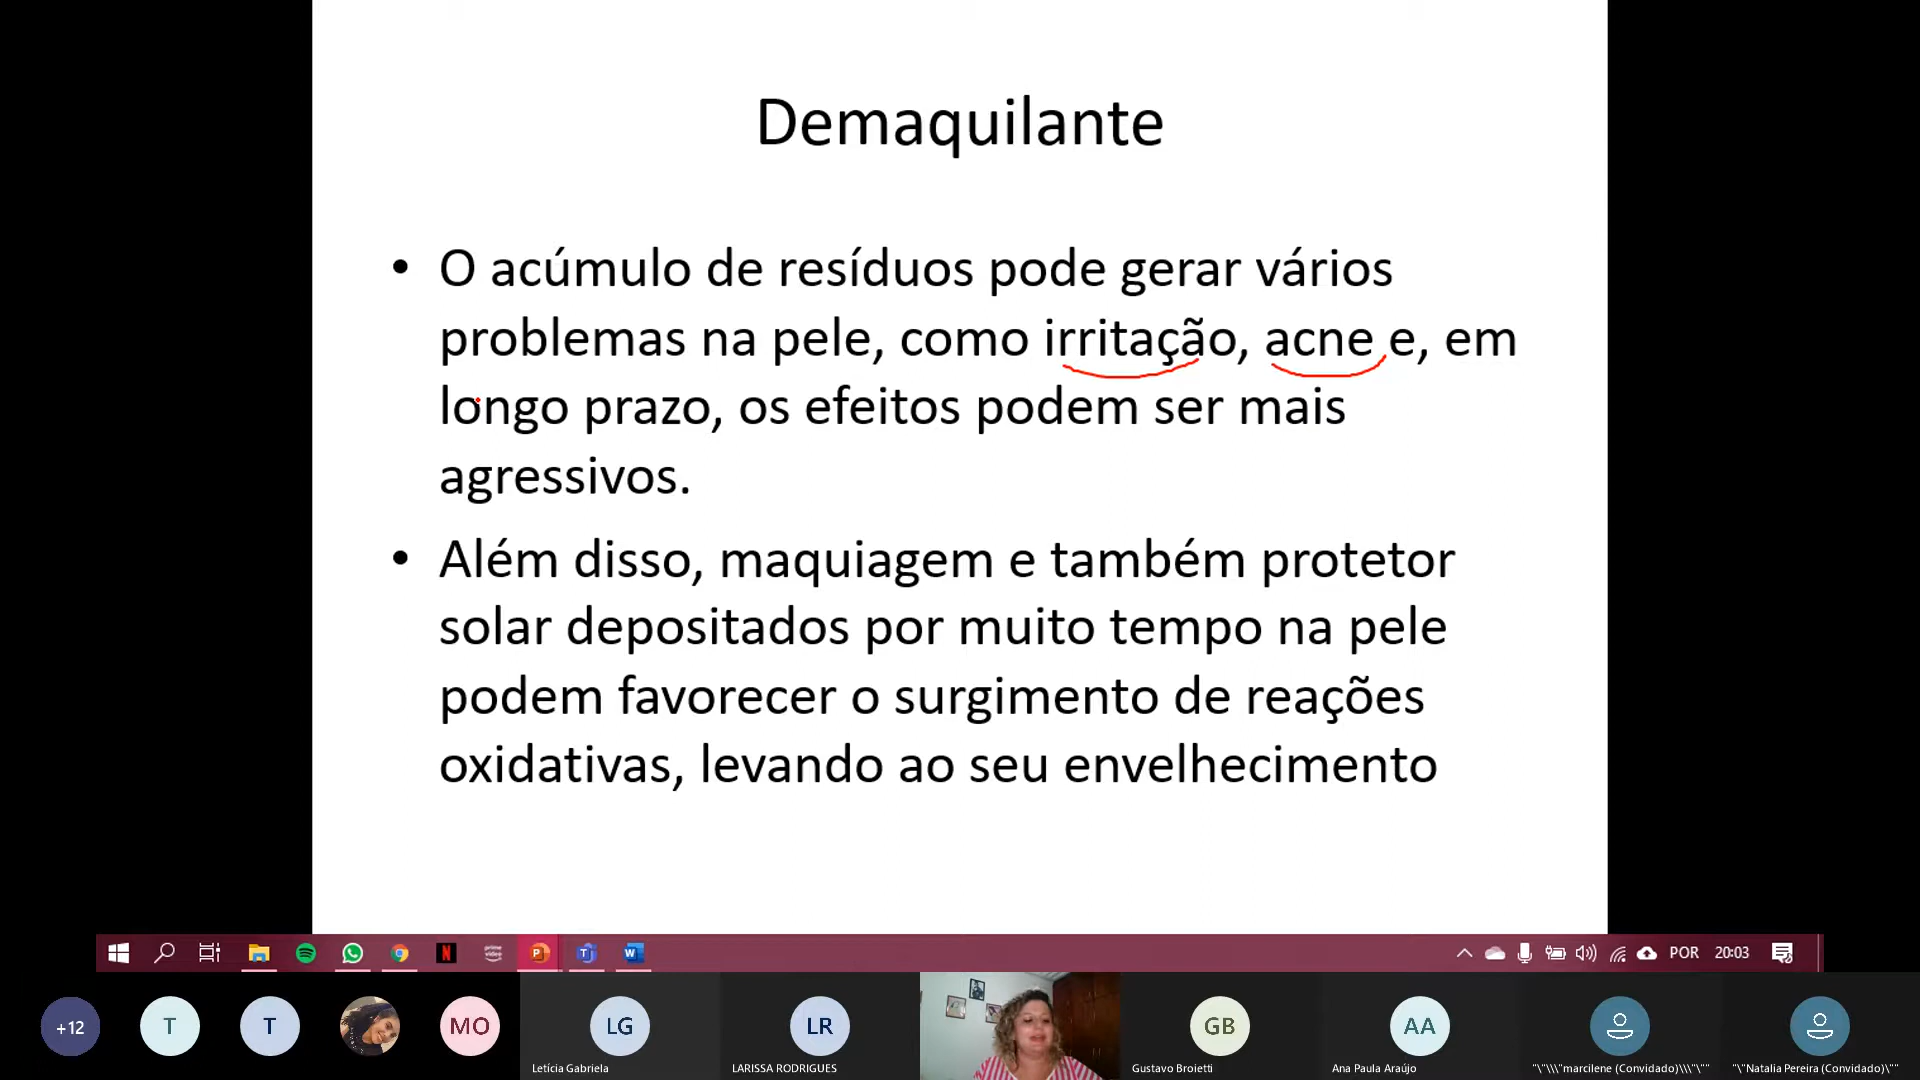 Demaquilante
• O acúmulo de resíduos pode gerar vários
problemas na pele, como irritação, acne e, em
longo prazo, os efeitos podem ser mais
agressivos.
• Além disso, maquiagem e também protetor
solar depositados por muito tempo na pele
podem favorecer o surgimento de reações
oxidativas, levando ao seu envelhecimento
POR 20:03
+12 T T MO LG LR GB AA
Letícia Gabriela LARISSA RODRIGUES Gustavo Broietti Ana Paula Araújo "\"\\\"marcilene (Convidado)\\\"\"" "\"Natalia Pereira (Convidado)\""